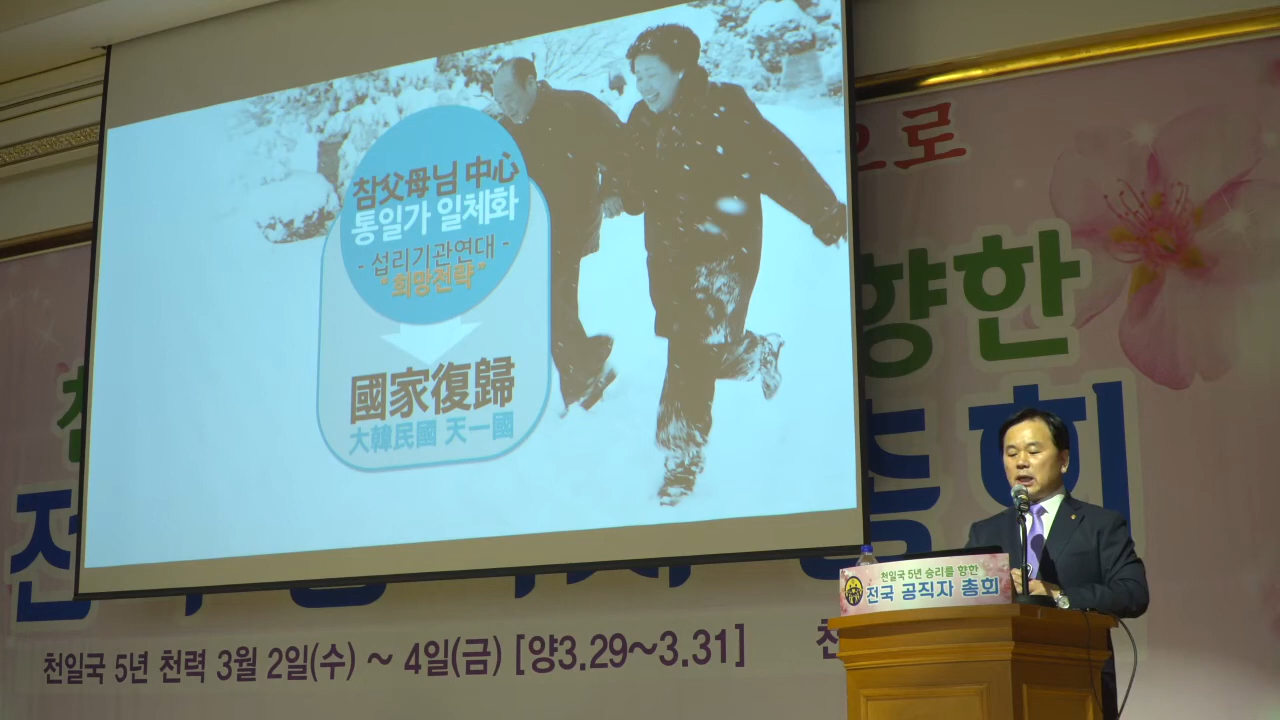 참父母님 中心
통일가 일체화
- 섭리기관연대 -
"희망전략"
國家復歸
大韓民國 天一國
으로
향한
총회
천일국 5년 천력 3월 2일(수) ~ 4일(금) [양3.29~3.31]
천일국 5년 승리를 향한
전국 공직자 총회